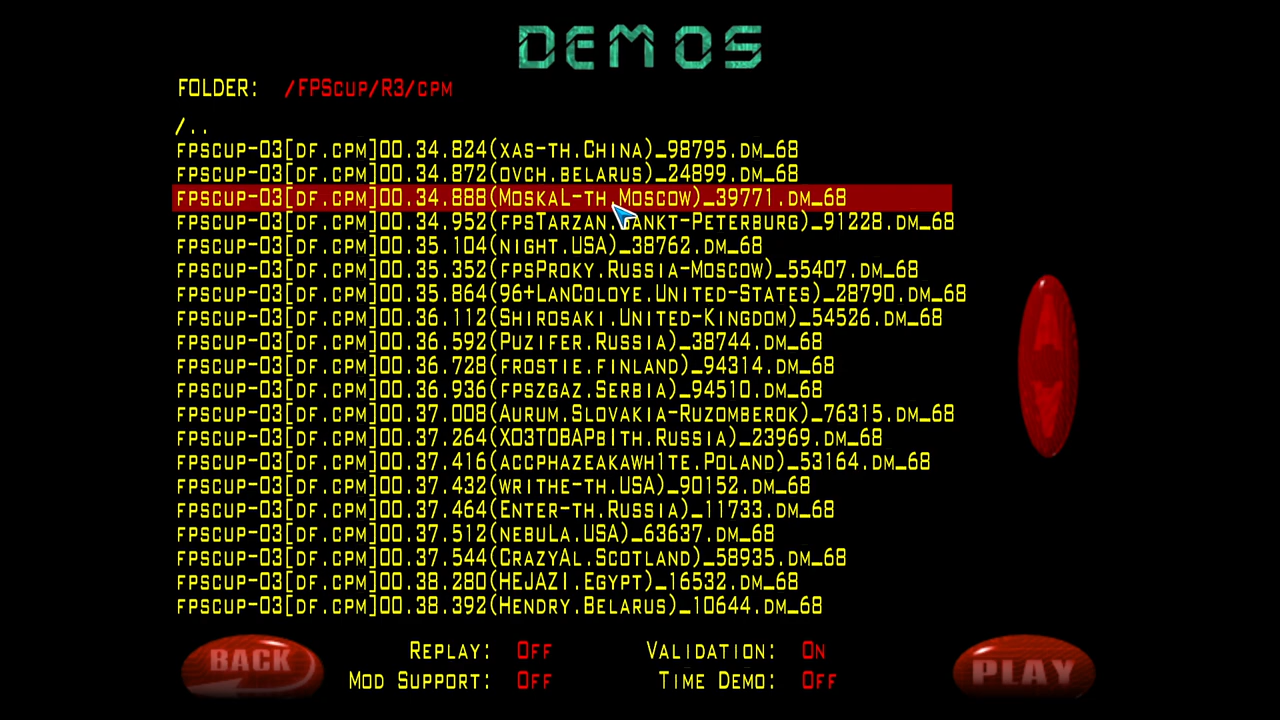 DEMOS
FOLDER: /FPScup/R3/cpm
/..
fpscup-03[df.cpm]00.34.824(xas-th.China)_98795.dm_68
fpscup-03[df.cpm]00.34.872(ovch.belarus)_24899.dm_68
fpscup-03[df.cpm]00.34.888(MoskaL-th.Moscow)_39771.dm_68
fpscup-03[df.cpm]00.34.952(fpsTarzan.Sankt-Peterburg)_91228.dm_68
fpscup-03[df.cpm]00.35.104(night.USA)_38762.dm_68
fpscup-03[df.cpm]00.35.352(fpsProky.Russia-Moscow)_55407.dm_68
fpscup-03[df.cpm]00.35.864(96+LanColoye.United-States)_28790.dm_68
fpscup-03[df.cpm]00.36.112(Shirosaki.United-Kingdom)_54526.dm_68
fpscup-03[df.cpm]00.36.592(Puzifer.Russia)_38744.dm_68
fpscup-03[df.cpm]00.36.728(frostie.finland)_94314.dm_68
fpscup-03[df.cpm]00.36.936(fpszgaz.Serbia)_94510.dm_68
fpscup-03[df.cpm]00.37.008(Aurum.Slovakia-Ruzomberok)_76315.dm_68
fpscup-03[df.cpm]00.37.264(XO3TOBAPbITH.Russia)_23969.dm_68
fpscup-03[df.cpm]00.37.416(accphazeakawh1te.Poland)_53164.dm_68
fpscup-03[df.cpm]00.37.432(writhe-th.USA)_90152.dm_68
fpscup-03[df.cpm]00.37.464(Enter-th.Russia)_11733.dm_68
fpscup-03[df.cpm]00.37.512(nebuLa.USA)_63637.dm_68
fpscup-03[df.cpm]00.37.544(CrazyAl.Scotland)_58935.dm_68
fpscup-03[df.cpm]00.38.280(HEJAZI.Egypt)_16532.dm_68
fpscup-03[df.cpm]00.38.392(Hendry.Belarus)_10644.dm_68
BACK Replay: Off Validation: On PLAY
Mod Support: Off Time Demo: Off